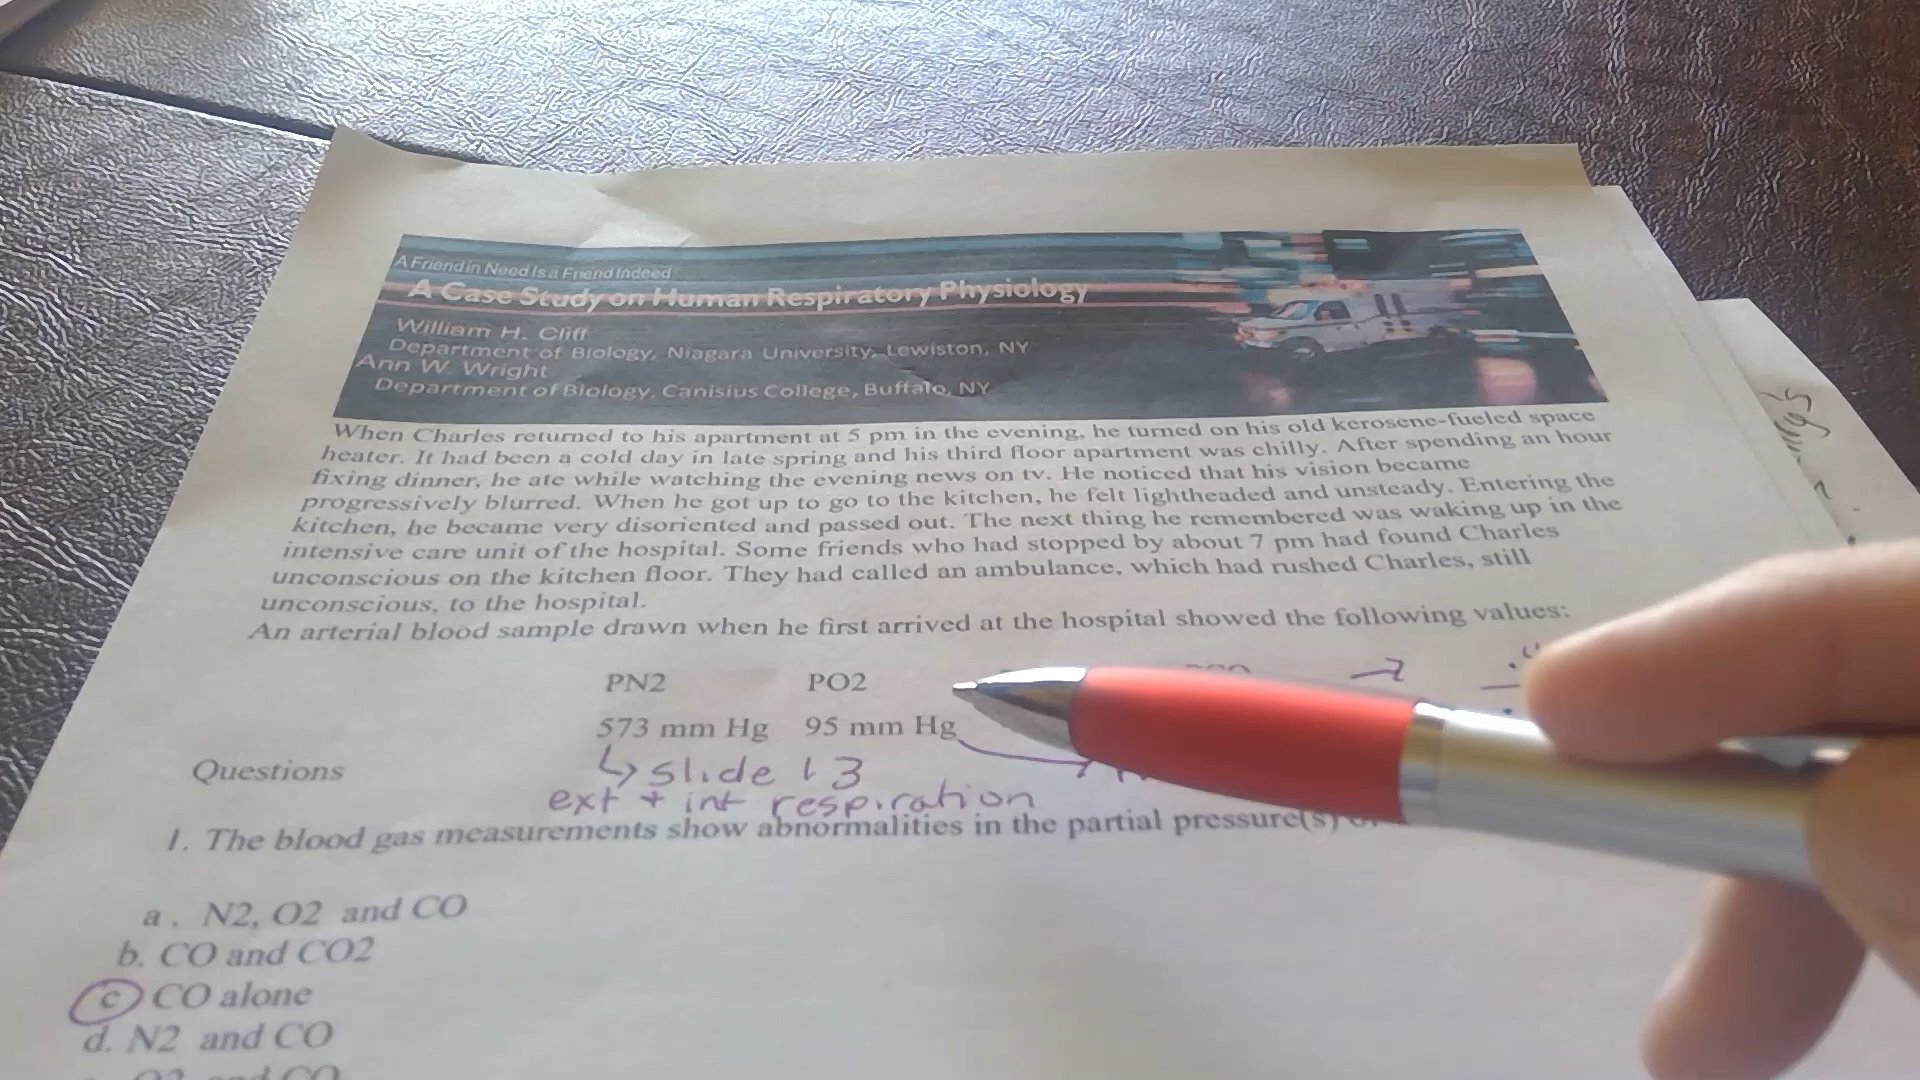 A Friend in Need Is a Friend Indeed:
A Case Study on Human Respiratory Physiology
William H. Cliff
Department of Biology, Niagara University, Lewiston, NY
Ann W. Wright
Department of Biology, Canisius College, Buffalo, NY
When Charles returned to his apartment at 5 pm in the evening, he turned on his old kerosene-fueled space
heater. It had been a cold day in late spring and his third floor apartment was chilly. After spending an hour
fixing dinner, he ate while watching the evening news on tv. He noticed that his vision became
progressively blurred. When he got up to go to the kitchen, he felt lightheaded and unsteady. Entering the
kitchen, he became very disoriented and passed out. The next thing he remembered was waking up in the
intensive care unit of the hospital. Some friends who had stopped by about 7 pm had found Charles
unconscious on the kitchen floor. They had called an ambulance, which had rushed Charles, still
unconscious, to the hospital.
An arterial blood sample drawn when he first arrived at the hospital showed the following values:
PN2 PO2
573 mm Hg 95 mm Hg
↳ slide 13
Questions
ext + int respiration
1. The blood gas measurements show abnormalities in the partial pressure(s)
a. N2, O2 and CO
b. CO and CO2
c CO alone
d. N2 and CO
O2 and CO